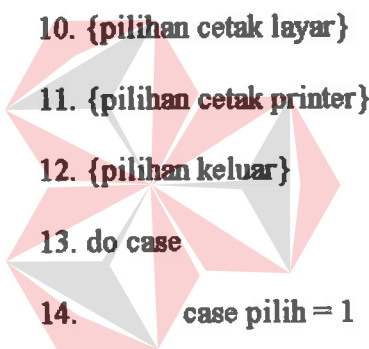 10. {pilihan cetak layar}
11. {pilihan cetak printer}
12. {pilihan keluar}
13. do case
14. case pilih = 1